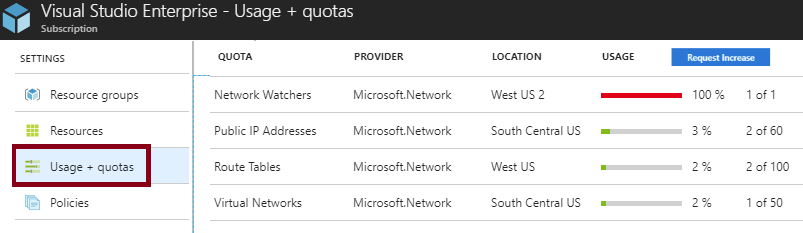 Visual Studio Enterprise - Usage + quotas
Subscription
SETTINGS
Resource groups
Resources
Usage + quotas
Policies
QUOTA PROVIDER LOCATION USAGE Request Increase
Network Watchers Microsoft.Network West US 2 100 % 1 of 1
Public IP Addresses Microsoft.Network South Central US 3 % 2 of 60
Route Tables Microsoft.Network West US 2 % 2 of 100
Virtual Networks Microsoft.Network South Central US 2 % 1 of 50